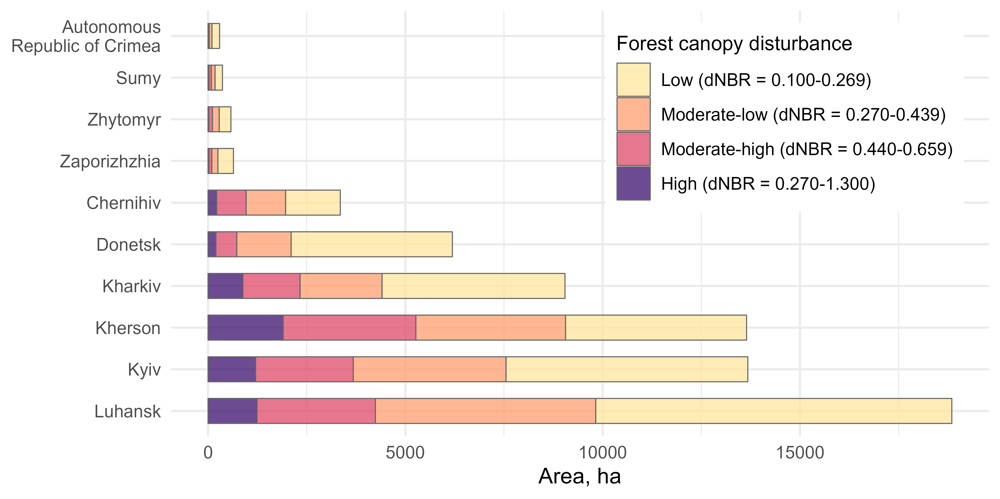 Autonomous
Republic of Crimea
Sumy
Zhytomyr
Zaporizhzhia
Chernihiv
Donetsk
Kharkiv
Kherson
Kyiv
Luhansk
Forest canopy disturbance
Low (dNBR = 0.100-0.269)
Moderate-low (dNBR = 0.270-0.439)
Moderate-high (dNBR = 0.440-0.659)
High (dNBR = 0.270-1.300)
0 5000 10000 15000
Area, ha